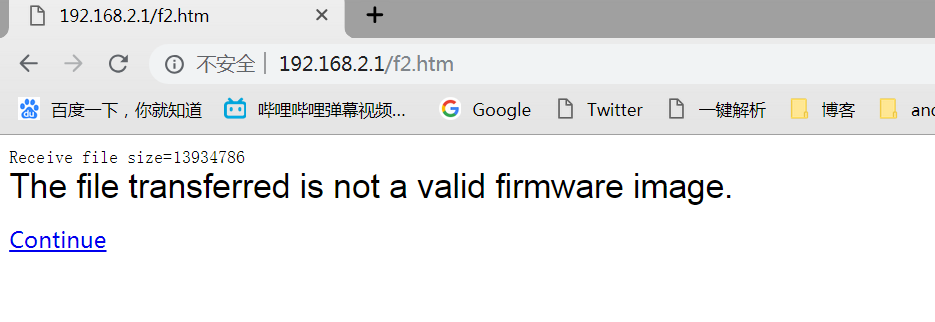 192.168.2.1/f2.htm
不安全 | 192.168.2.1/f2.htm
百度一下，你就知道 哔哩哔哩弹幕视频... Google Twitter 一键解析 博客 and
Receive file size=13934786
The file transferred is not a valid firmware image.
Continue